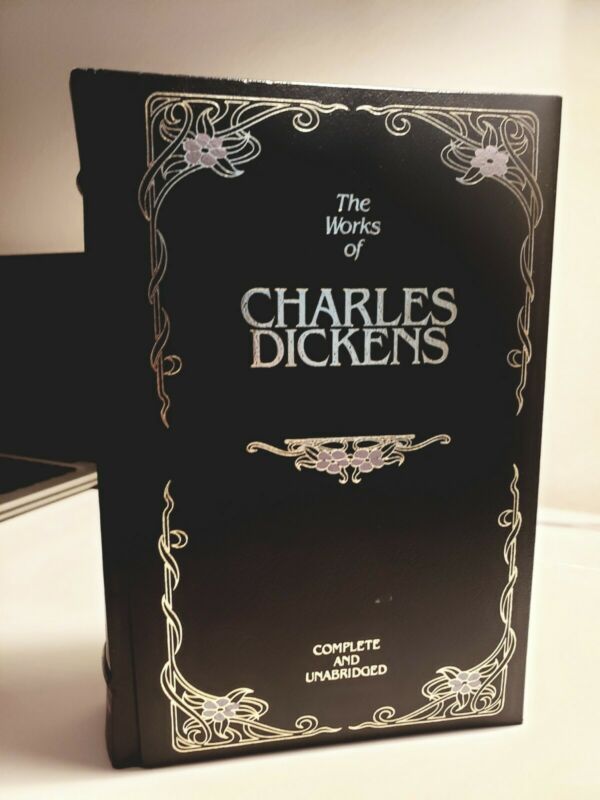 The
Works
of
CHARLES
DICKENS
COMPLETE
AND
UNABRIDGED